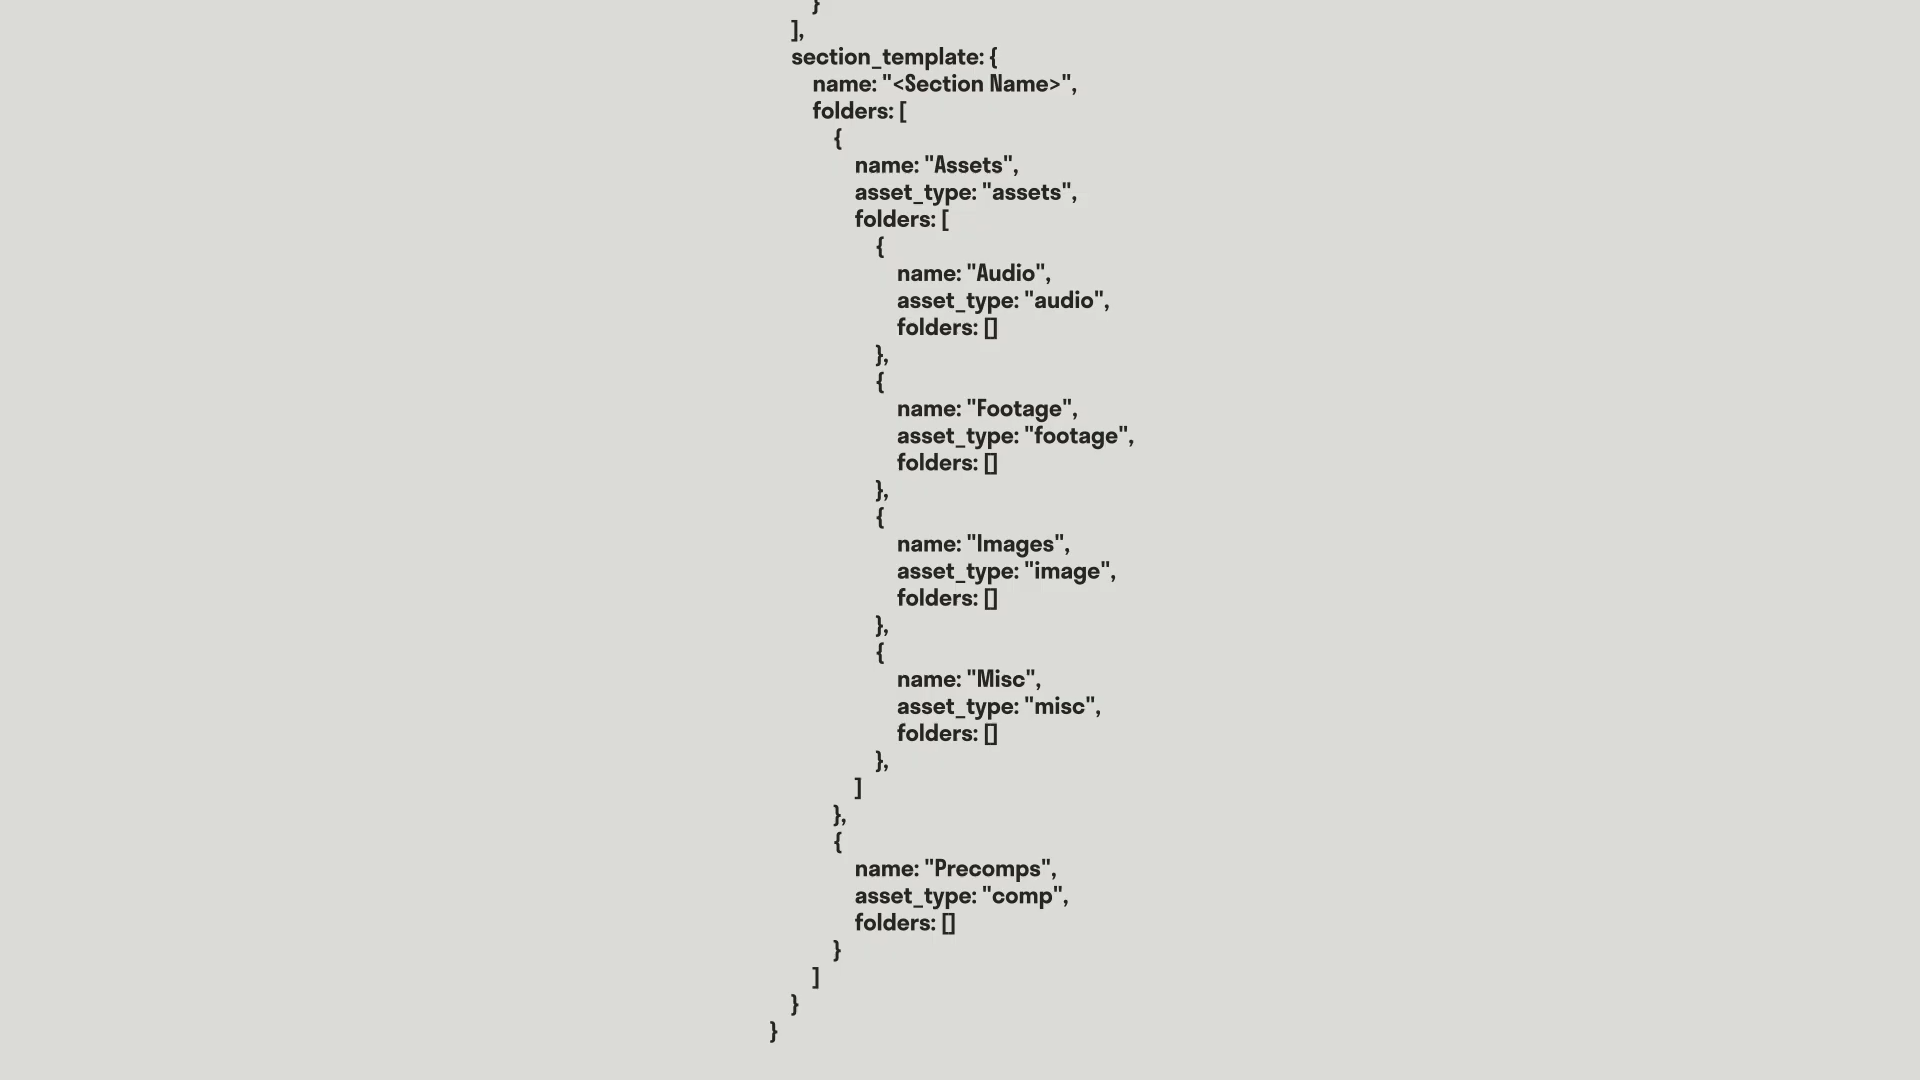 }
],
section_template: {
name: "<Section Name>",
folders: [
{
name: "Assets",
asset_type: "assets",
folders: [
{
name: "Audio",
asset_type: "audio",
folders: []
},
{
name: "Footage",
asset_type: "footage",
folders: []
},
{
name: "Images",
asset_type: "image",
folders: []
},
{
name: "Misc",
asset_type: "misc",
folders: []
},
]
},
{
name: "Precomps",
asset_type: "comp",
folders: []
}
]
}
}